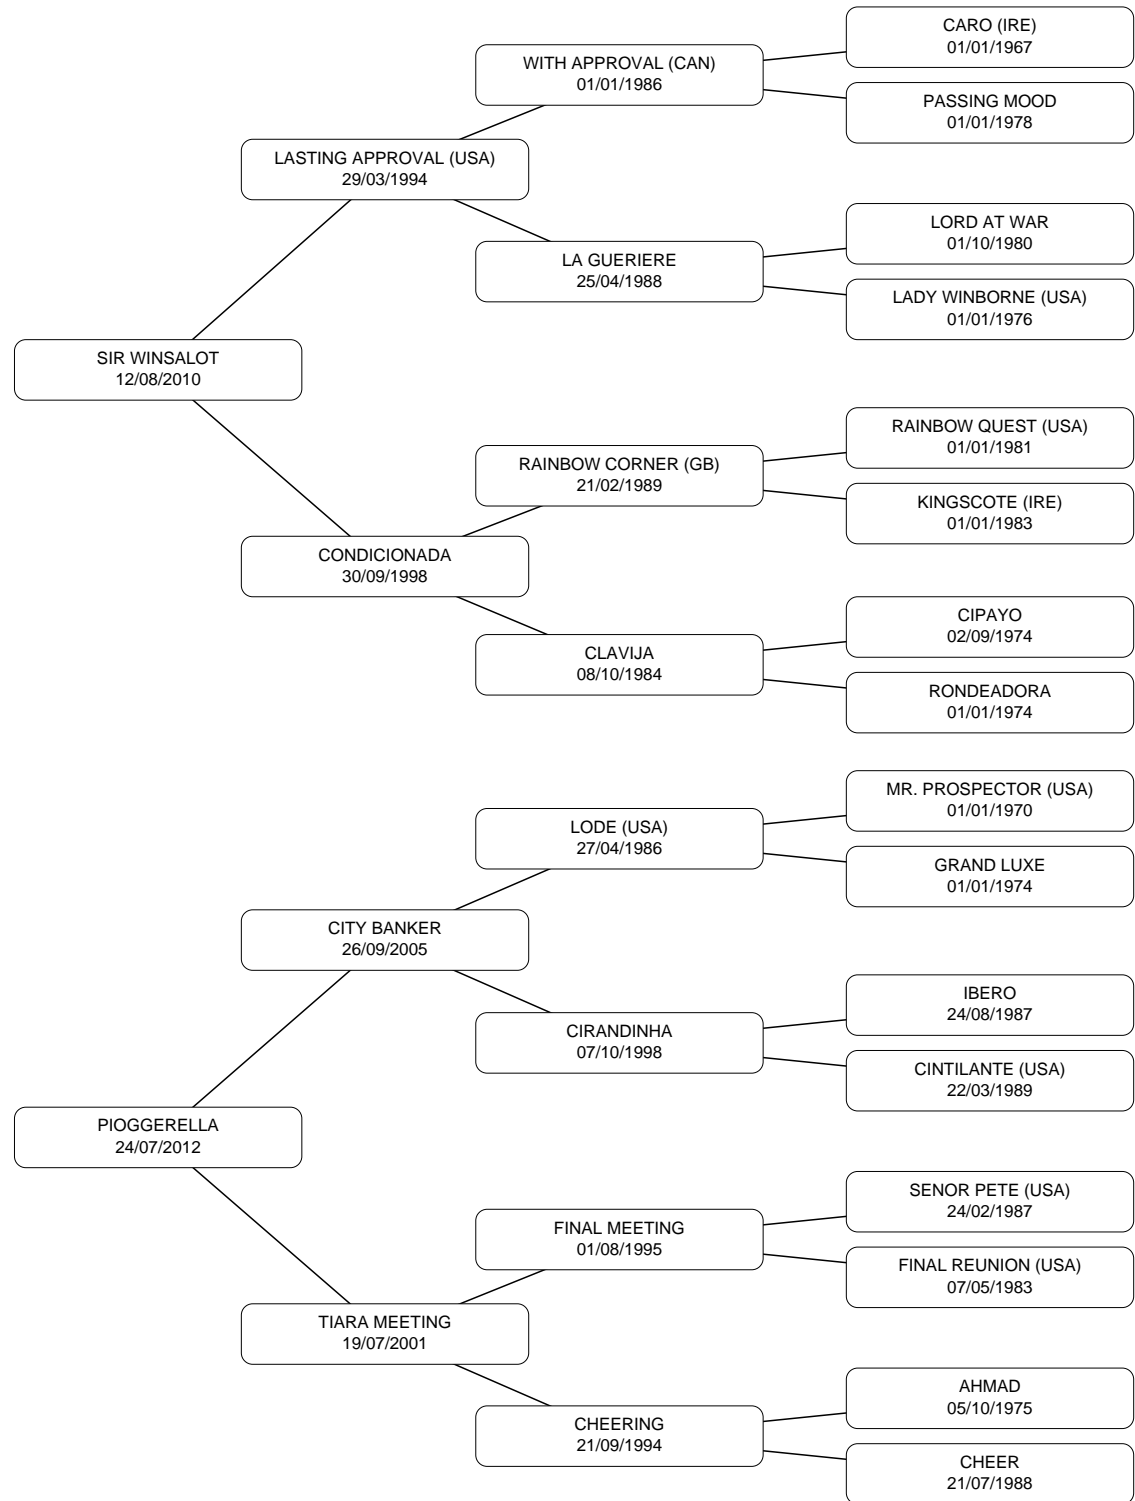 CARO (IRE)
01/01/1967
WITH APPROVAL (CAN)
01/01/1986
PASSING MOOD
01/01/1978
LASTING APPROVAL (USA)
29/03/1994
LORD AT WAR
01/10/1980
LA GUERIERE
25/04/1988
LADY WINBORNE (USA)
01/01/1976
SIR WINSALOT
12/08/2010
RAINBOW QUEST (USA)
01/01/1981
RAINBOW CORNER (GB)
21/02/1989
KINGSCOTE (IRE)
01/01/1983
CONDICIONADA
30/09/1998
CIPAYO
02/09/1974
CLAVIJA
08/10/1984
RONDEADORA
01/01/1974
MR. PROSPECTOR (USA)
01/01/1970
LODE (USA)
27/04/1986
GRAND LUXE
01/01/1974
CITY BANKER
26/09/2005
IBERO
24/08/1987
CIRANDINHA
07/10/1998
CINTILANTE (USA)
22/03/1989
PIOGGERELLA
24/07/2012
SENOR PETE (USA)
24/02/1987
FINAL MEETING
01/08/1995
FINAL REUNION (USA)
07/05/1983
TIARA MEETING
19/07/2001
AHMAD
05/10/1975
CHEERING
21/09/1994
CHEER
21/07/1988